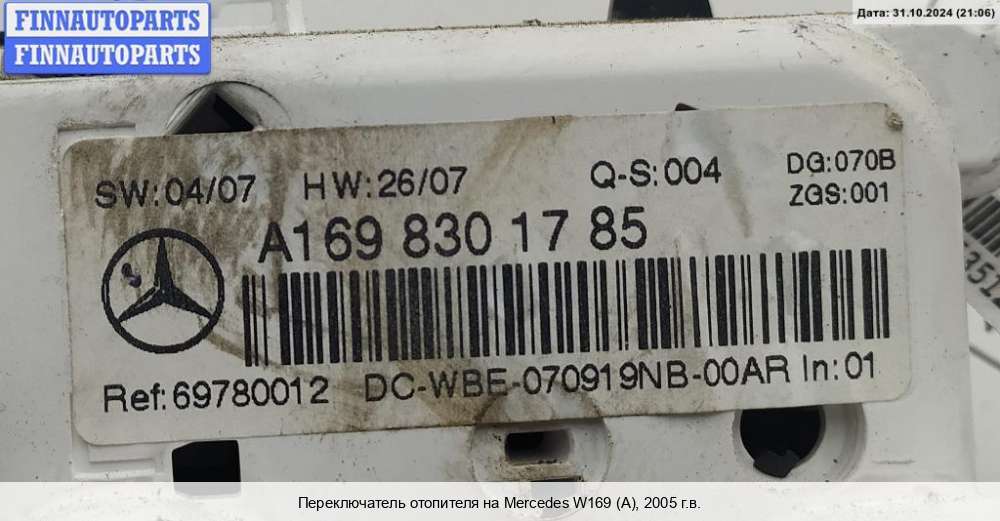 FINNAUTOPARTS
FINNAUTOPARTS
Дата: 31.10.2024 (21:06)
SW:04/07 HW:26/07 Q-S:004 DG:070B
ZGS:001
A169 830 17 85
Ref:69780012 DC-WBE-070919NB-00AR In:01
Переключатель отопителя на Mercedes W169 (A), 2005 г.в.